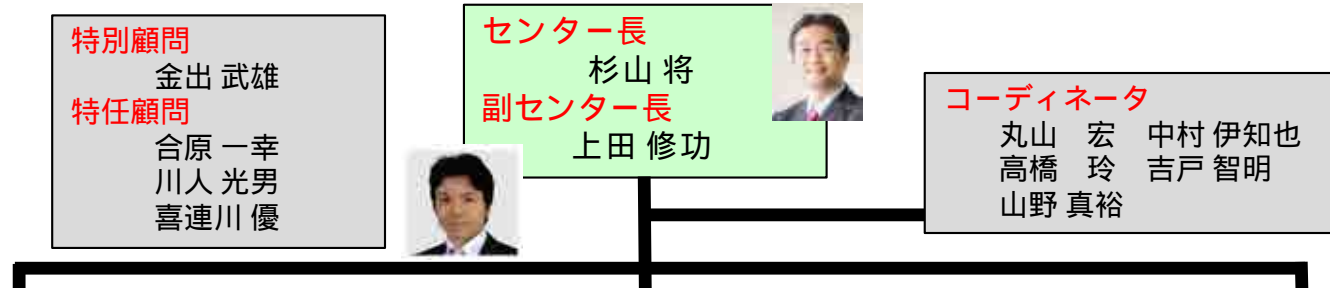 特別顧問
金出 武雄
特任顧問
合原 一幸
川人 光男
喜連川 優
センター長
杉山 将
副センター長
上田 修功
コーディネータ
丸山　宏　中村 伊知也
高橋　玲　吉戸 智明
山野 真裕